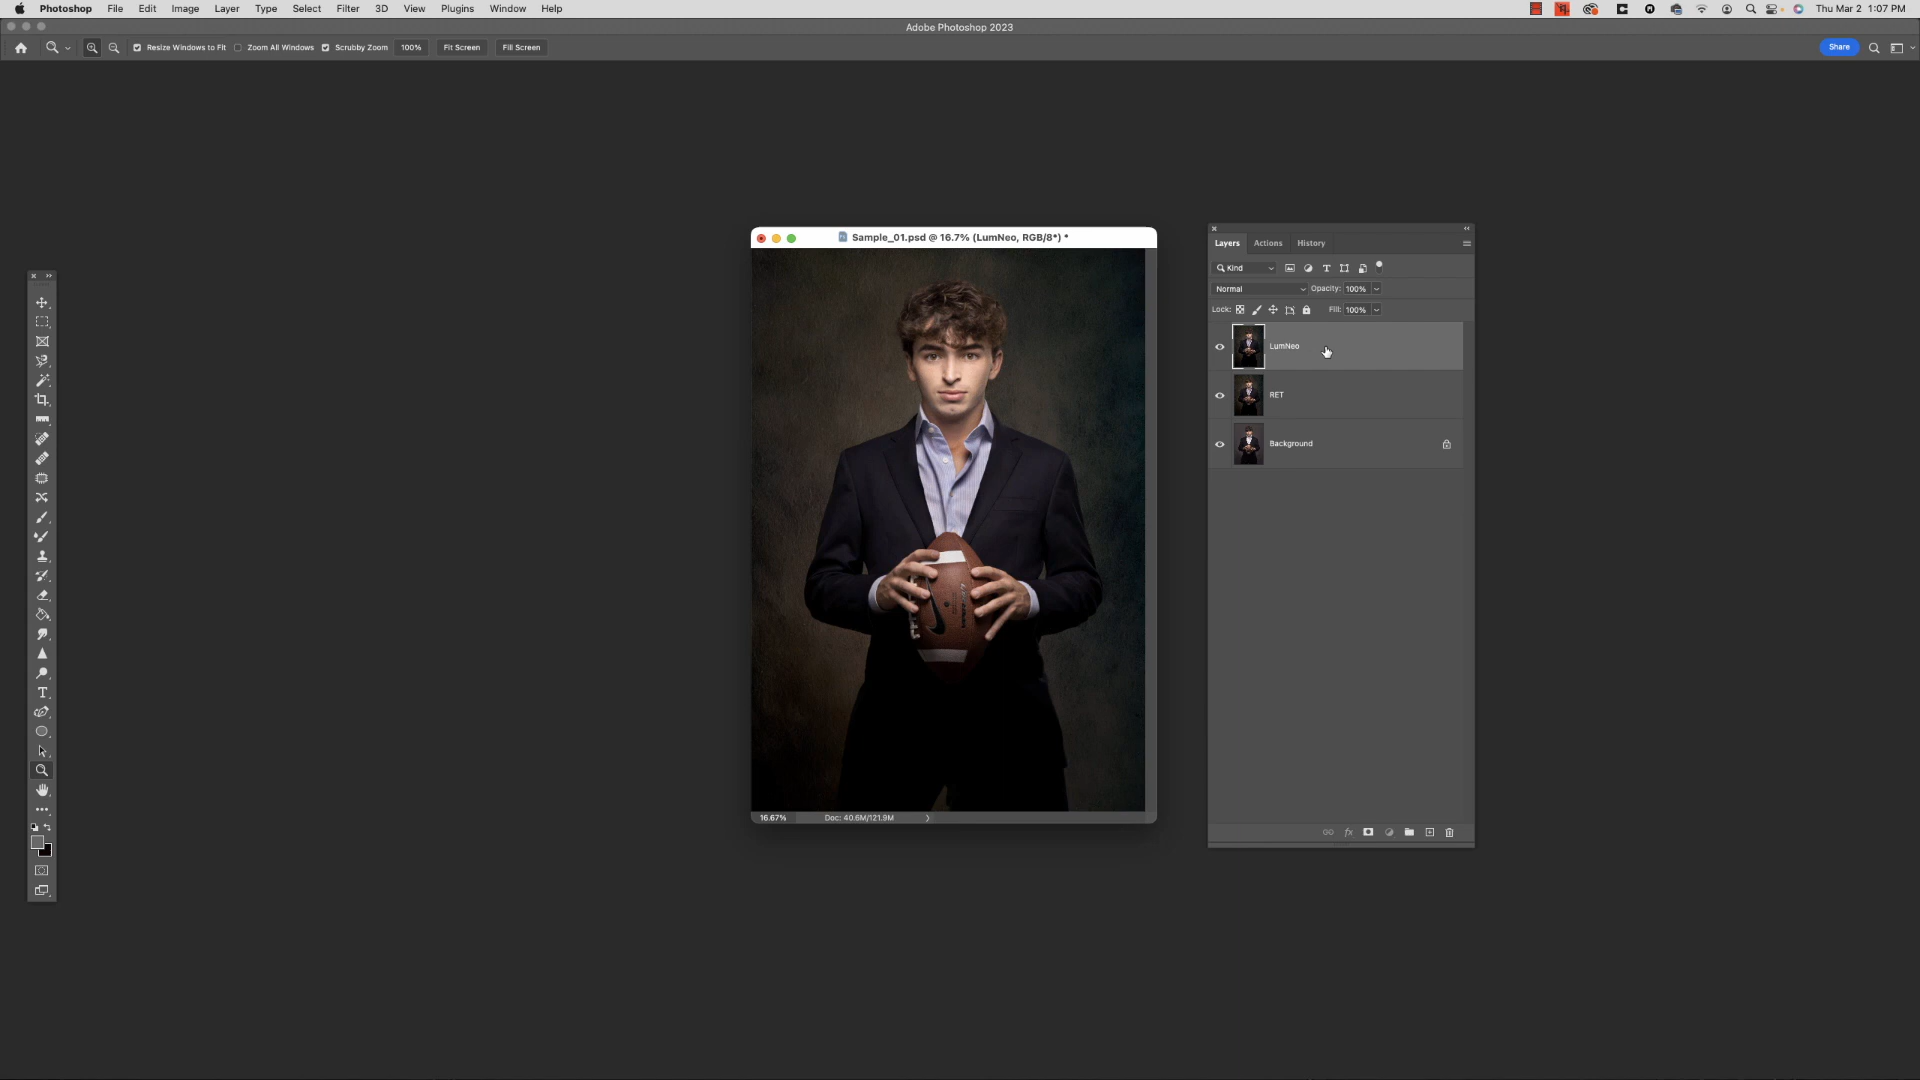 Photoshop File Edit Image Layer Type Select Filter 3D View Plugins Window Help Thu Mar 2 1:07 PM
Adobe Photoshop 2023
Resize Windows to Fit Zoom All Windows Scrubby Zoom 100% Fit Screen Fill Screen Share
Sample_01.psd @ 16.7% (LumNeo, RGB/8*) *
Layers Actions History
Kind
Normal Opacity: 100%
Lock: Fill: 100%
LumNeo
RET
Background
16.67% Doc: 40.6M/121.9M
fx